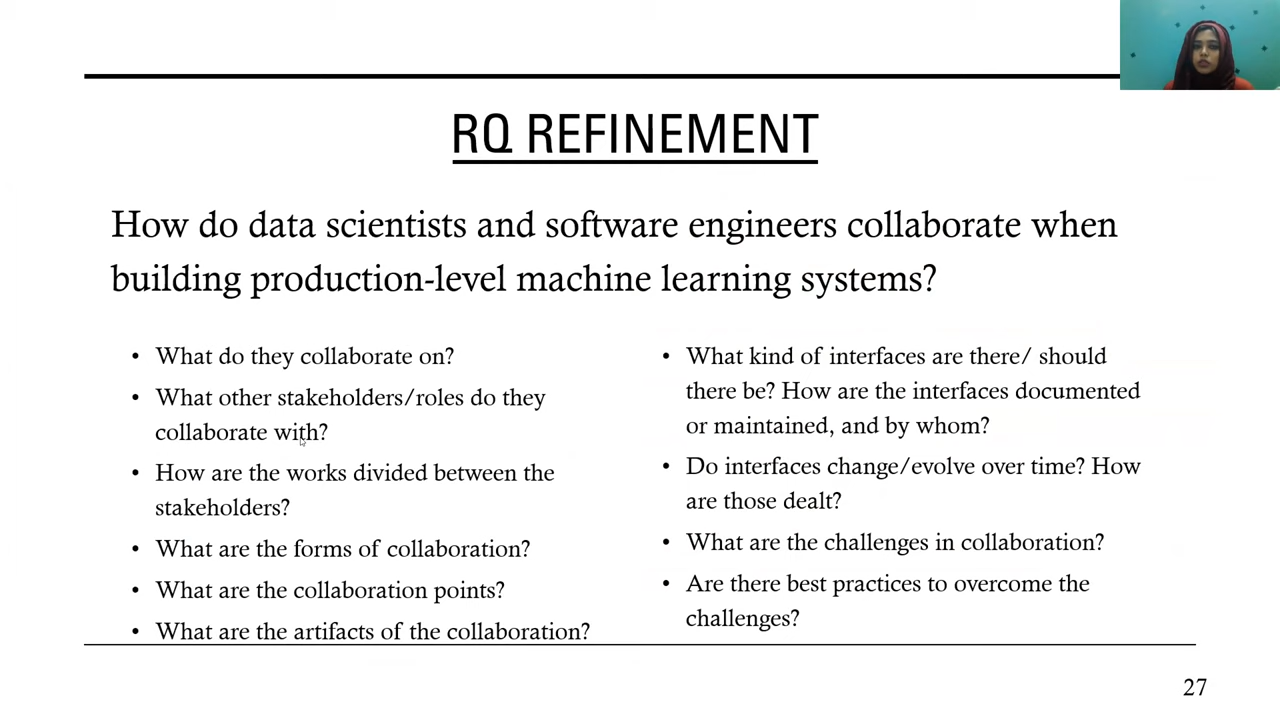 RQ REFINEMENT
How do data scientists and software engineers collaborate when
building production-level machine learning systems?
• What do they collaborate on?
• What other stakeholders/roles do they
collaborate with?
• How are the works divided between the
stakeholders?
• What are the forms of collaboration?
• What are the collaboration points?
• What are the artifacts of the collaboration?
• What kind of interfaces are there/ should
there be? How are the interfaces documented
or maintained, and by whom?
• Do interfaces change/evolve over time? How
are those dealt?
• What are the challenges in collaboration?
• Are there best practices to overcome the
challenges?
27